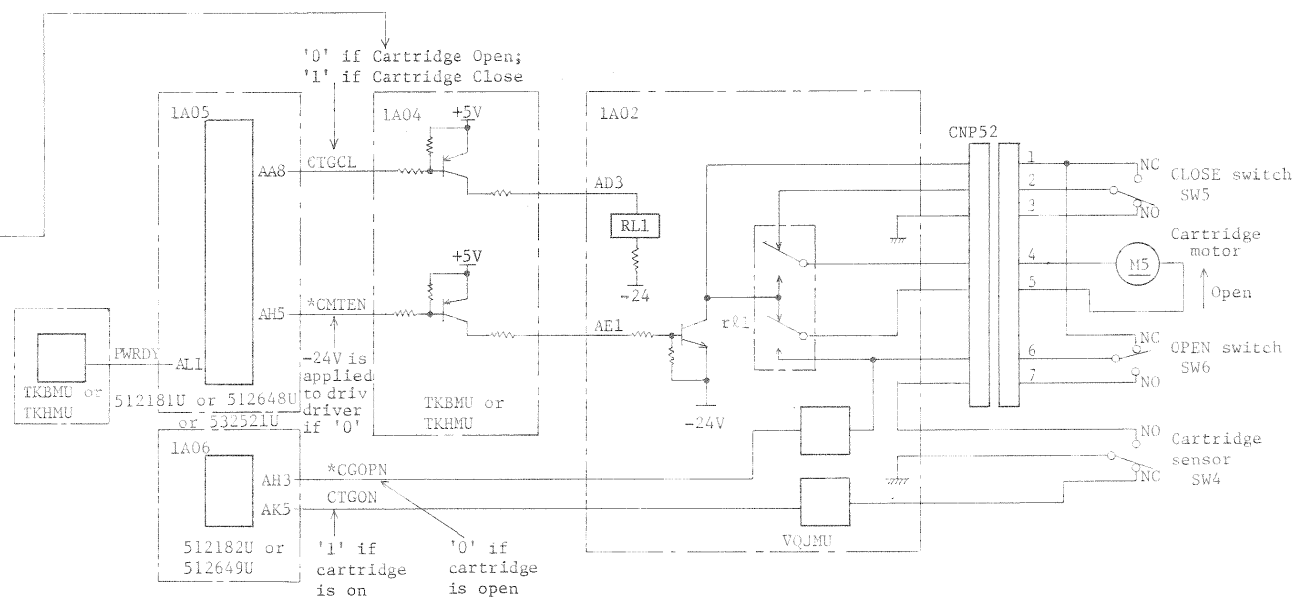 '0' if Cartridge Open;
'1' if Cartridge Close
1A05
1A04
+5V
1A02
CNP52
CTGCL
AA8
AD3
RL1
-24
1
2
3
4
5
6
7
NC
CLOSE switch
SW5
NO
Cartridge
motor
M5
Open
+5V
*CMTEN
AH5
AE1
rl1
-24V
PWRDY
AL1
TKBMU or
TKHMU
-24V is
applied
to driv
driver
if '0'
512181U or 512648U
or 532521U
TKBMU or
TKHMU
NC
OPEN switch
SW6
NO
NO
Cartridge
sensor
SW4
NC
1A06
AH3
*CGOPN
AK5
CTGON
512182U or
512649U
'1' if
cartridge
is on
'0' if
cartridge
is open
VQJMU